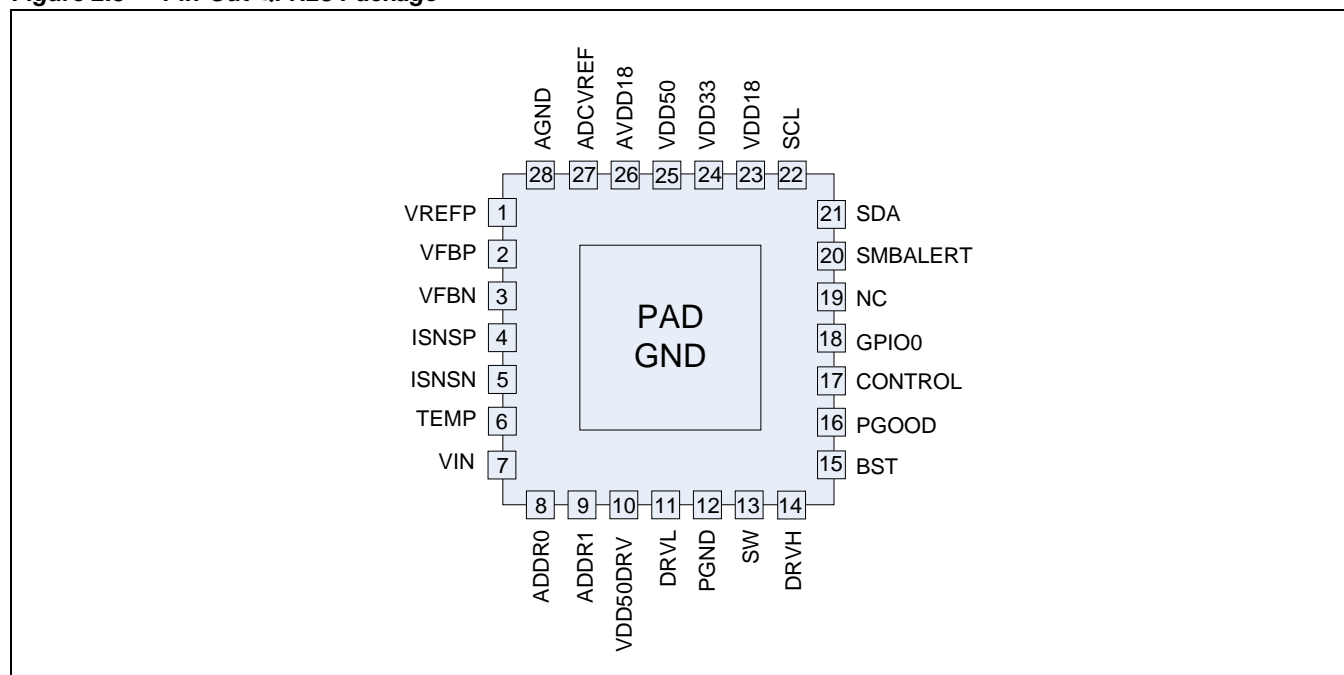 AGND
ADCVREF
AVDD18
VDD50
VDD33
VDD18
SCL
28 27 26 25 24 23 22
VREFP 1
VFBP 2
VFBN 3
ISNSP 4
ISNSN 5
TEMP 6
VIN 7
PAD
GND
21 SDA
20 SMBALERT
19 NC
18 GPIO0
17 CONTROL
16 PGOOD
15 BST
8 9 10 11 12 13 14
ADDR0
ADDR1
VDD50DRV
DRVL
PGND
SW
DRVH